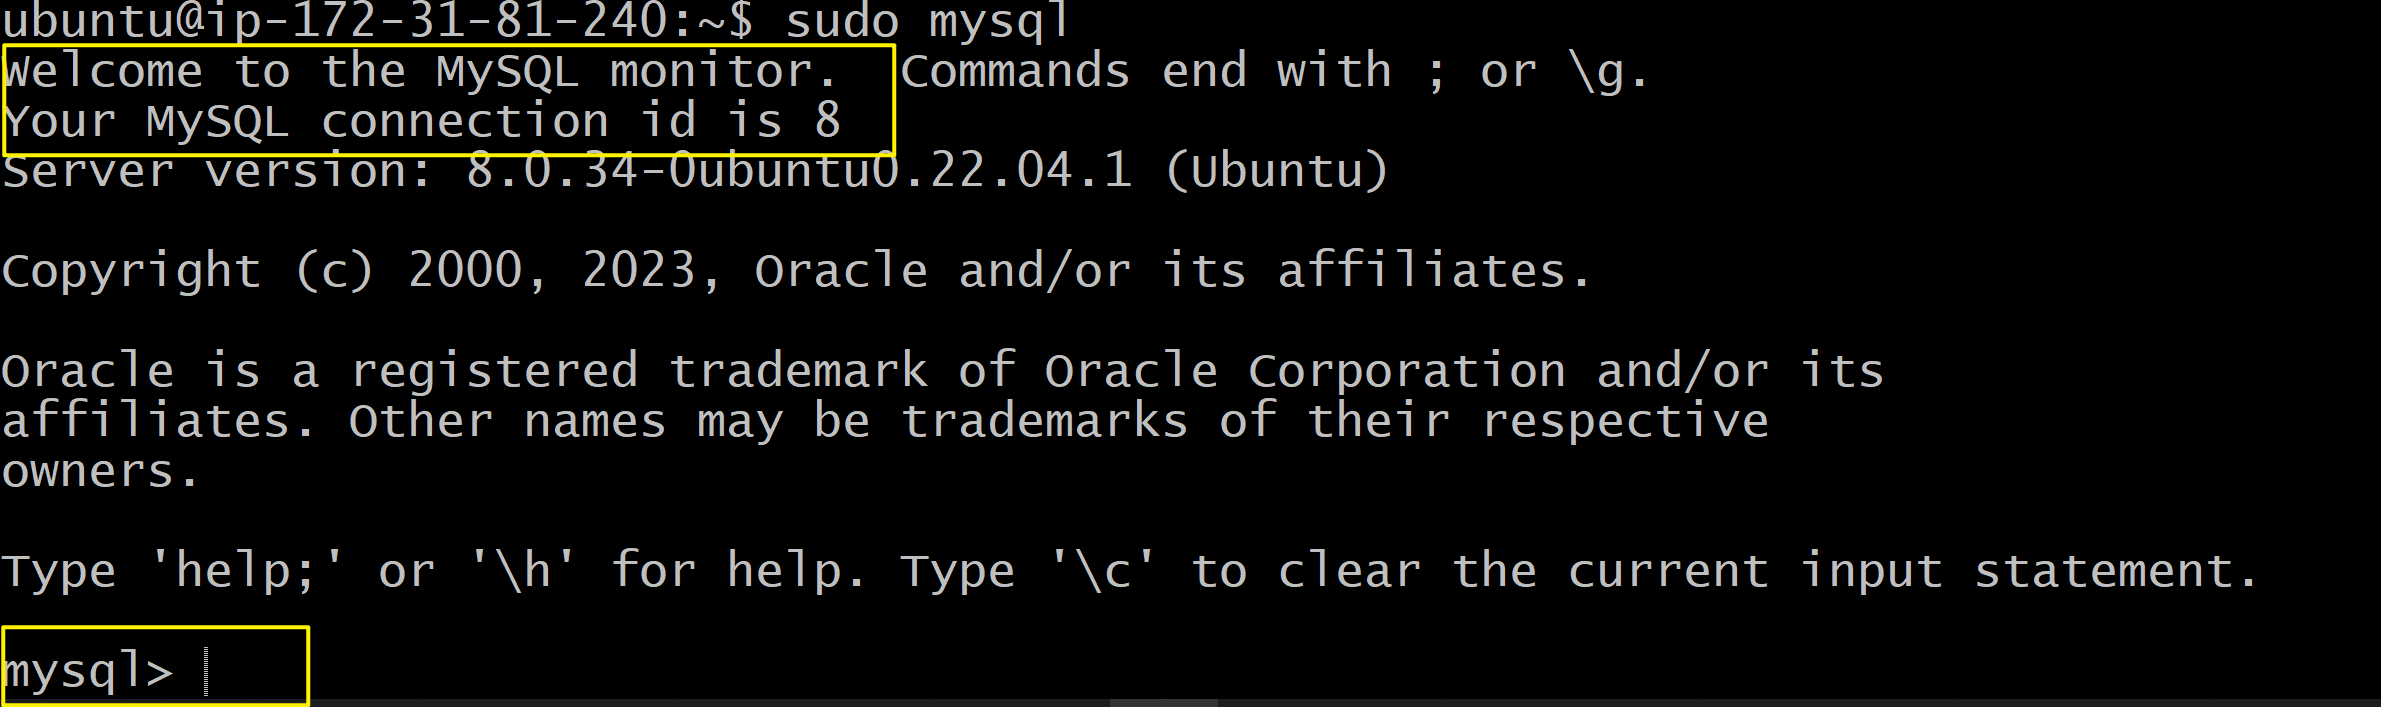 ubuntu@ip-172-31-81-240:~$ sudo mysql
Welcome to the MySQL monitor.  Commands end with ; or \g.
Your MySQL connection id is 8
Server version: 8.0.34-0ubuntu0.22.04.1 (Ubuntu)
Copyright (c) 2000, 2023, Oracle and/or its affiliates.
Oracle is a registered trademark of Oracle Corporation and/or its
affiliates. Other names may be trademarks of their respective
owners.
Type 'help;' or '\h' for help. Type '\c' to clear the current input statement.
mysql>